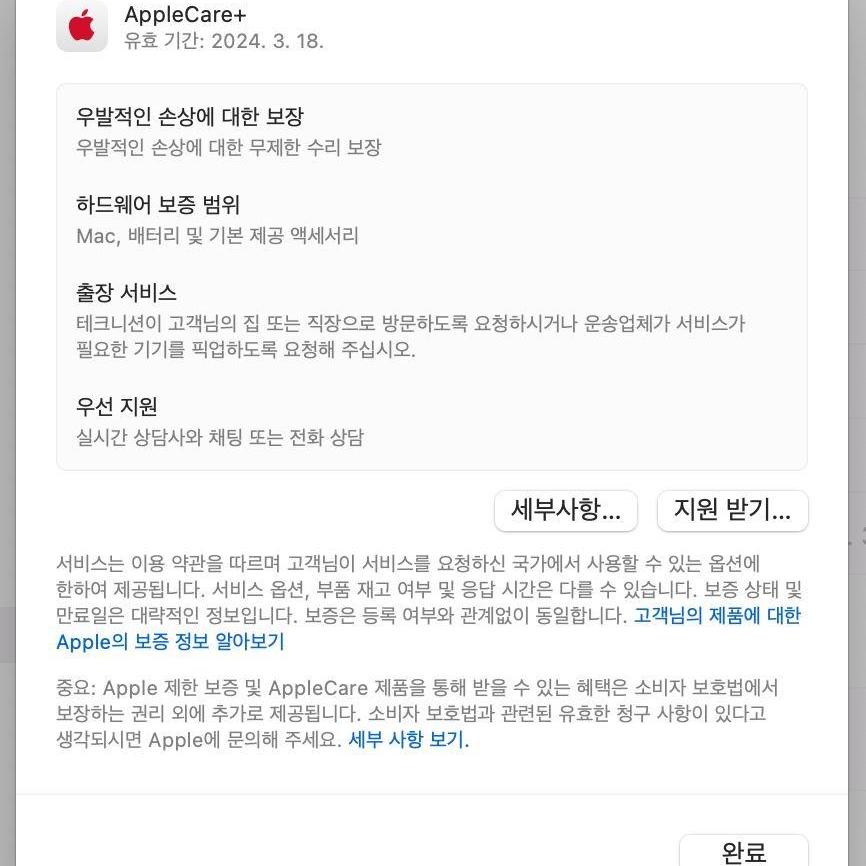 AppleCare+
유효 기간: 2024. 3. 18.
우발적인 손상에 대한 보장
우발적인 손상에 대한 무제한 수리 보장
하드웨어 보증 범위
Mac, 배터리 및 기본 제공 액세서리
출장 서비스
테크니션이 고객님의 집 또는 직장으로 방문하도록 요청하시거나 운송업체가 서비스가
필요한 기기를 픽업하도록 요청해 주십시오.
우선 지원
실시간 상담사와 채팅 또는 전화 상담
세부사항... 지원 받기...
서비스는 이용 약관을 따르며 고객님이 서비스를 요청하신 국가에서 사용할 수 있는 옵션에
한하여 제공됩니다. 서비스 옵션, 부품 재고 여부 및 응답 시간은 다를 수 있습니다. 보증 상태 및
만료일은 대략적인 정보입니다. 보증은 등록 여부와 관계없이 동일합니다. 고객님의 제품에 대한
Apple의 보증 정보 알아보기
중요: Apple 제한 보증 및 AppleCare 제품을 통해 받을 수 있는 혜택은 소비자 보호법에서
보장하는 권리 외에 추가로 제공됩니다. 소비자 보호법과 관련된 유효한 청구 사항이 있다고
생각되시면 Apple에 문의해 주세요. 세부 사항 보기.
완료